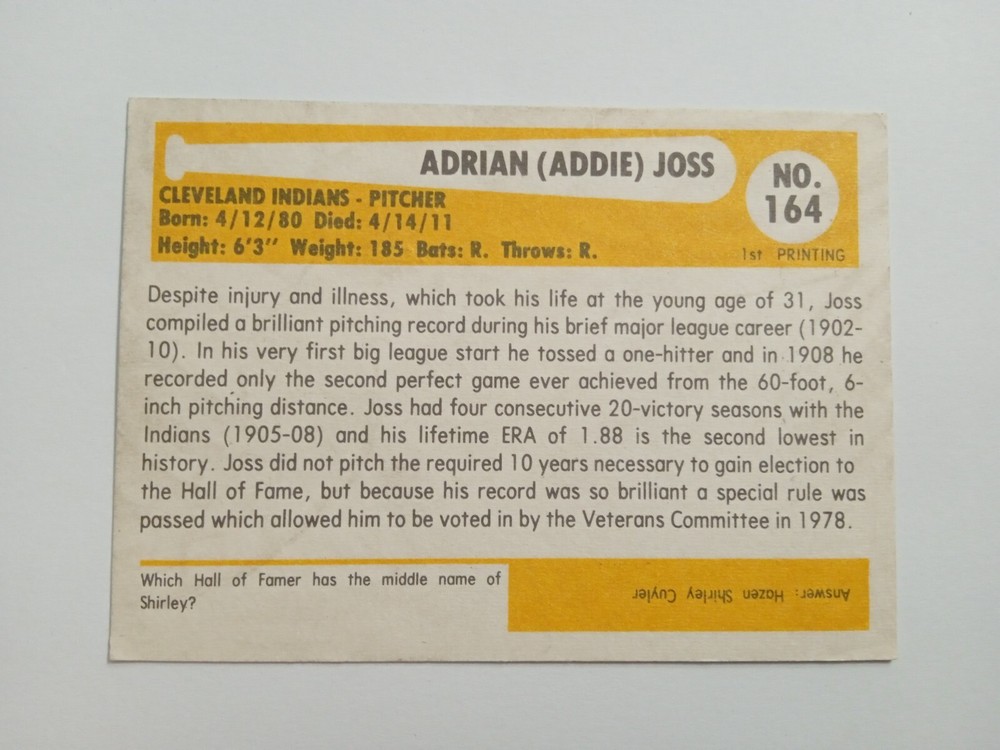 ADRIAN (ADDIE) JOSS
NO.
164
CLEVELAND INDIANS - PITCHER
Born: 4/12/80 Died: 4/14/11
Height: 6'3'' Weight: 185 Bats: R. Throws: R.
1st PRINTING
Despite injury and illness, which took his life at the young age of 31, Joss
compiled a brilliant pitching record during his brief major league career (1902-
10). In his very first big league start he tossed a one-hitter and in 1908 he
recorded only the second perfect game ever achieved from the 60-foot, 6-
inch pitching distance. Joss had four consecutive 20-victory seasons with the
Indians (1905-08) and his lifetime ERA of 1.88 is the second lowest in
history. Joss did not pitch the required 10 years necessary to gain election to
the Hall of Fame, but because his record was so brilliant a special rule was
passed which allowed him to be voted in by the Veterans Committee in 1978.
Which Hall of Famer has the middle name of
Shirley?
Answer: Hazen Shirley Cuyler